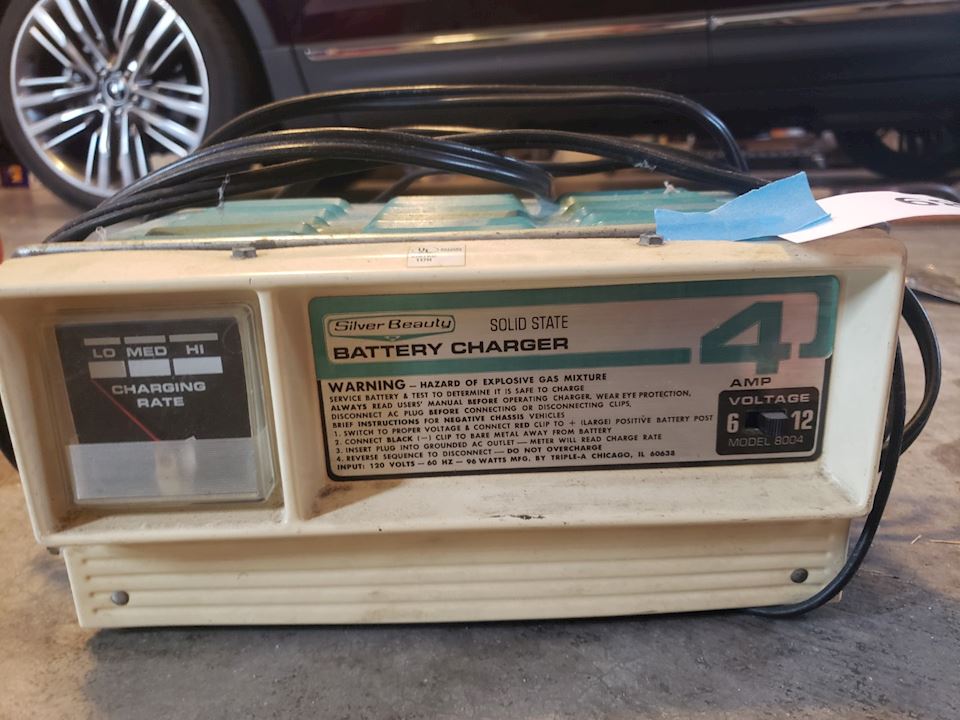 LO MED HI
CHARGING
RATE
Silver Beauty
SOLID STATE
BATTERY CHARGER
4
AMP
WARNING – HAZARD OF EXPLOSIVE GAS MIXTURE
SERVICE BATTERY & TEST TO DETERMINE IT IS SAFE TO CHARGE
ALWAYS READ USERS' MANUAL BEFORE OPERATING CHARGER, WEAR EYE PROTECTION,
DISCONNECT AC PLUG BEFORE CONNECTING OR DISCONNECTING CLIPS,
BRIEF INSTRUCTIONS FOR NEGATIVE CHASSIS VEHICLES
1. SWITCH TO PROPER VOLTAGE & CONNECT RED CLIP TO + (LARGE) POSITIVE BATTERY POST
2. CONNECT BLACK (–) CLIP TO BARE METAL AWAY FROM BATTERY
3. INSERT PLUG INTO GROUNDED AC OUTLET – METER WILL READ CHARGE RATE
4. REVERSE SEQUENCE TO DISCONNECT – DO NOT OVERCHARGE
INPUT: 120 VOLTS – 60 HZ – 96 WATTS MFG. BY TRIPLE-A CHICAGO, IL 60638
VOLTAGE
6 12
MODEL 8004